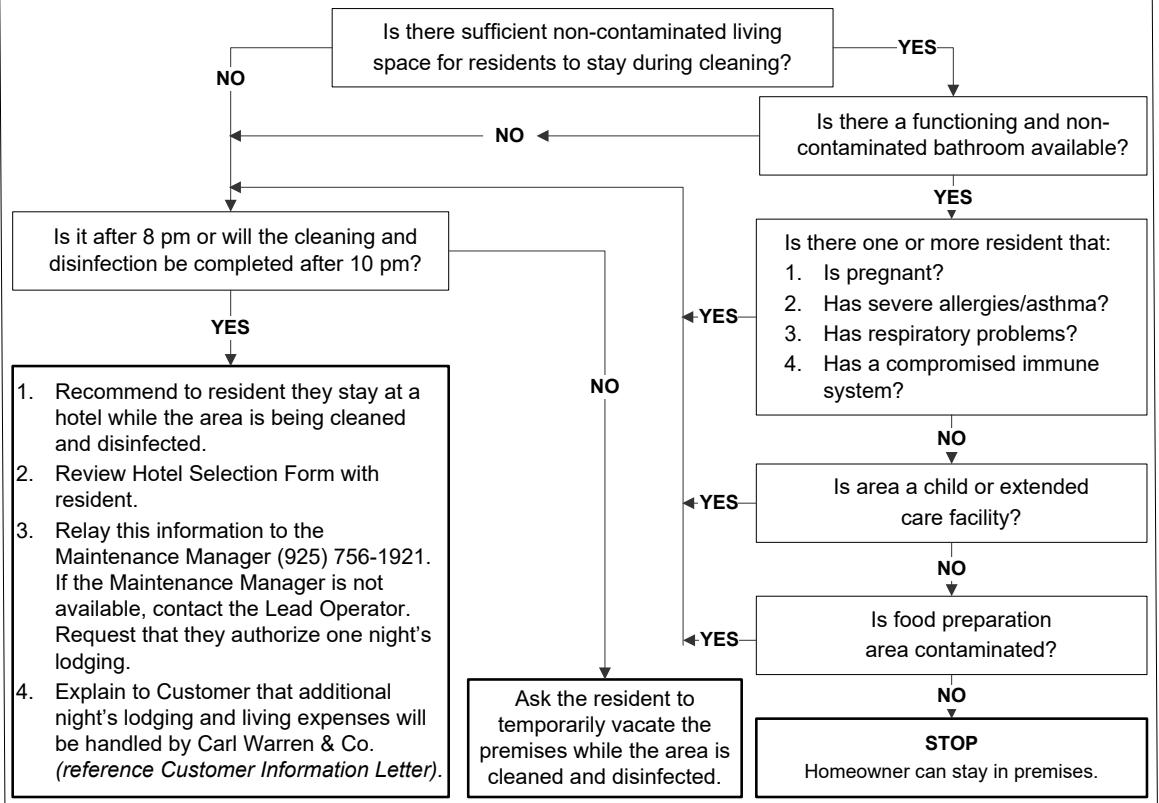 Is there sufficient non-contaminated living
space for residents to stay during cleaning?
YES
NO
Is there a functioning and non-
contaminated bathroom available?
NO
YES
Is it after 8 pm or will the cleaning and
disinfection be completed after 10 pm?
Is there one or more resident that:
1. Is pregnant?
2. Has severe allergies/asthma?
3. Has respiratory problems?
4. Has a compromised immune
system?
YES
YES
NO
NO
1. Recommend to resident they stay at a
hotel while the area is being cleaned
and disinfected.
2. Review Hotel Selection Form with
resident.
3. Relay this information to the
Maintenance Manager (925) 756-1921.
If the Maintenance Manager is not
available, contact the Lead Operator.
Request that they authorize one night's
lodging.
4. Explain to Customer that additional
night's lodging and living expenses will
be handled by Carl Warren & Co.
(reference Customer Information Letter).
Is area a child or extended
care facility?
YES
NO
Is food preparation
area contaminated?
YES
NO
Ask the resident to
temporarily vacate the
premises while the area is
cleaned and disinfected.
STOP
Homeowner can stay in premises.